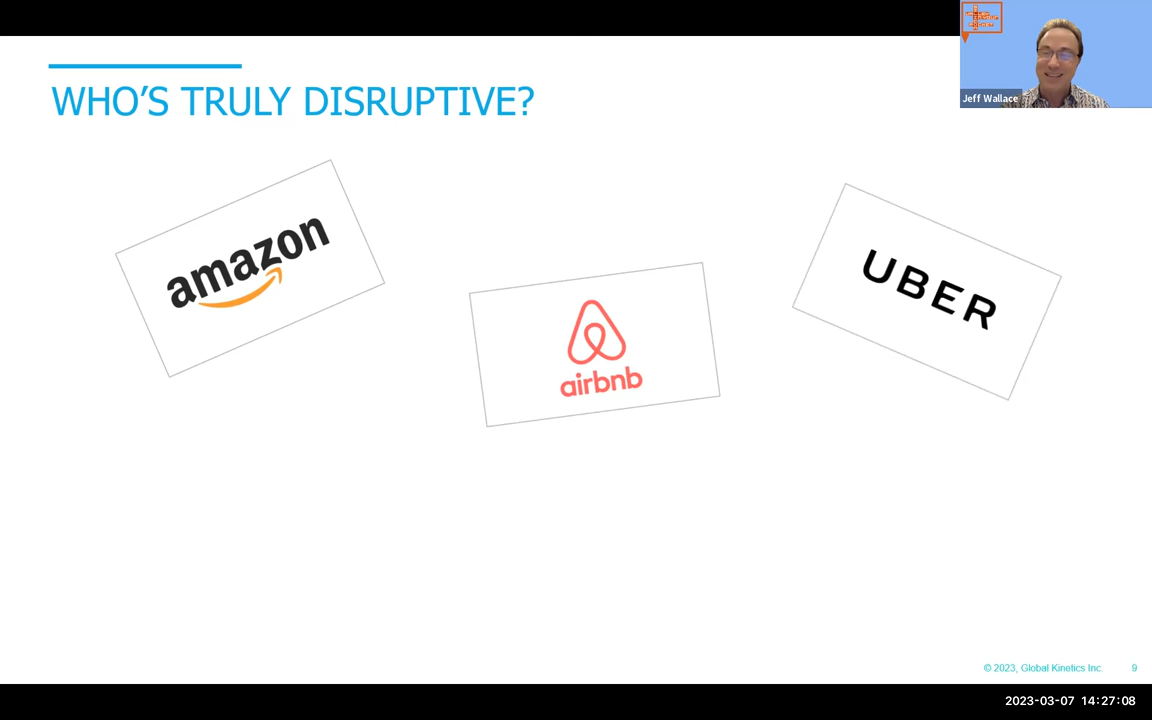 WHO'S TRULY DISRUPTIVE?
Jeff Wallace
amazon
airbnb
UBER
© 2023, Global Kinetics Inc.
9
2023-03-07 14:27:08